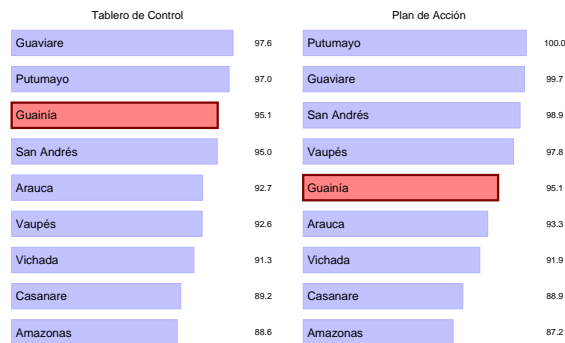 Tablero de Control
Guaviare 97.6
Putumayo 97.0
Guainía 95.1
San Andrés 95.0
Arauca 92.7
Vaupés 92.6
Vichada 91.3
Casanare 89.2
Amazonas 88.6
Plan de Acción
Putumayo 100.0
Guaviare 99.7
San Andrés 98.9
Vaupés 97.8
Guainía 95.1
Arauca 93.3
Vichada 91.9
Casanare 88.9
Amazonas 87.2